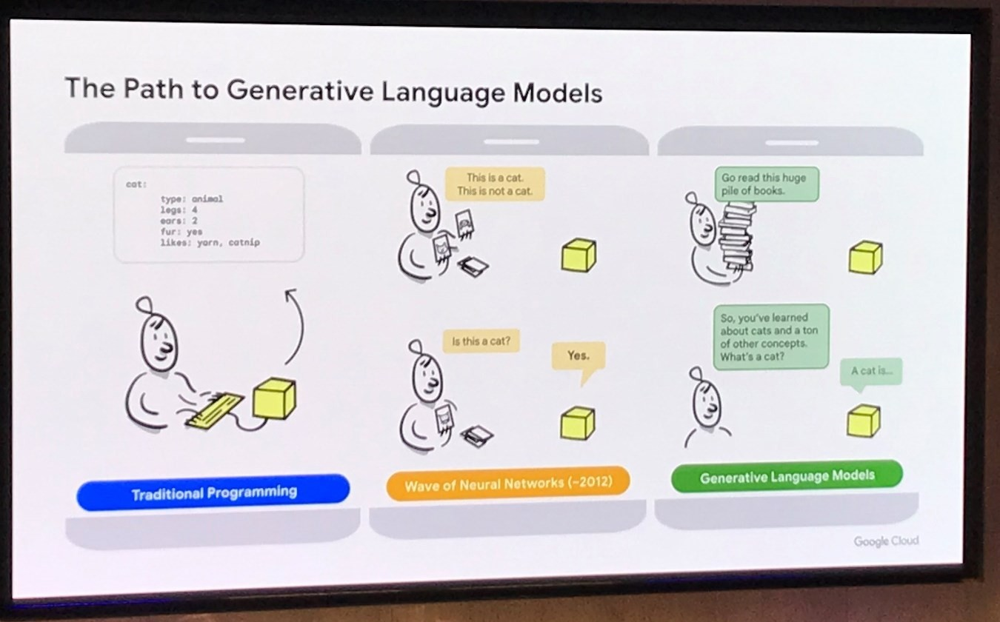 The Path to Generative Language Models
cat:
type: animal
legs: 4
ears: 2
fur: yes
likes: yarn, catnip
Traditional Programming
This is a cat.
This is not a cat.
Is this a cat?
Yes.
Wave of Neural Networks (~2012)
Go read this huge
pile of books.
So, you've learned
about cats and a ton
of other concepts.
What's a cat?
A cat is...
Generative Language Models
Google Cloud